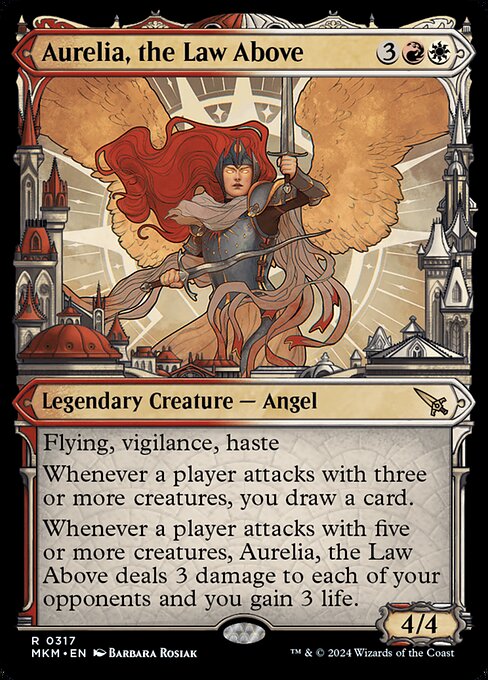 Aurelia, the Law Above 3
Legendary Creature — Angel
Flying, vigilance, haste
Whenever a player attacks with three
or more creatures, you draw a card.
Whenever a player attacks with five
or more creatures, Aurelia, the Law
Above deals 3 damage to each of your
opponents and you gain 3 life.
4/4
R 0317
MKM • EN Barbara Rosiak
™ & © 2024 Wizards of the Coast